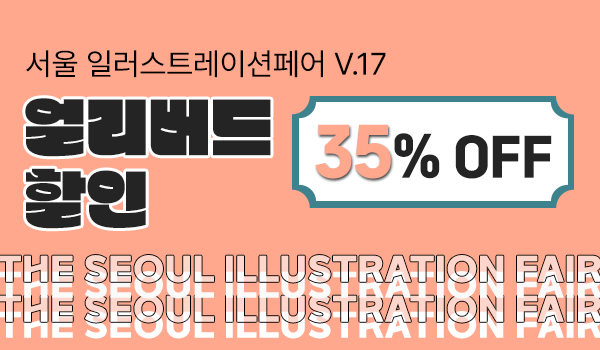 서울 일러스트레이션페어 V.17
얼리버드
할인
35% OFF
THE SEOUL ILLUSTRATION FAIR
THE SEOUL ILLUSTRATION FAIR